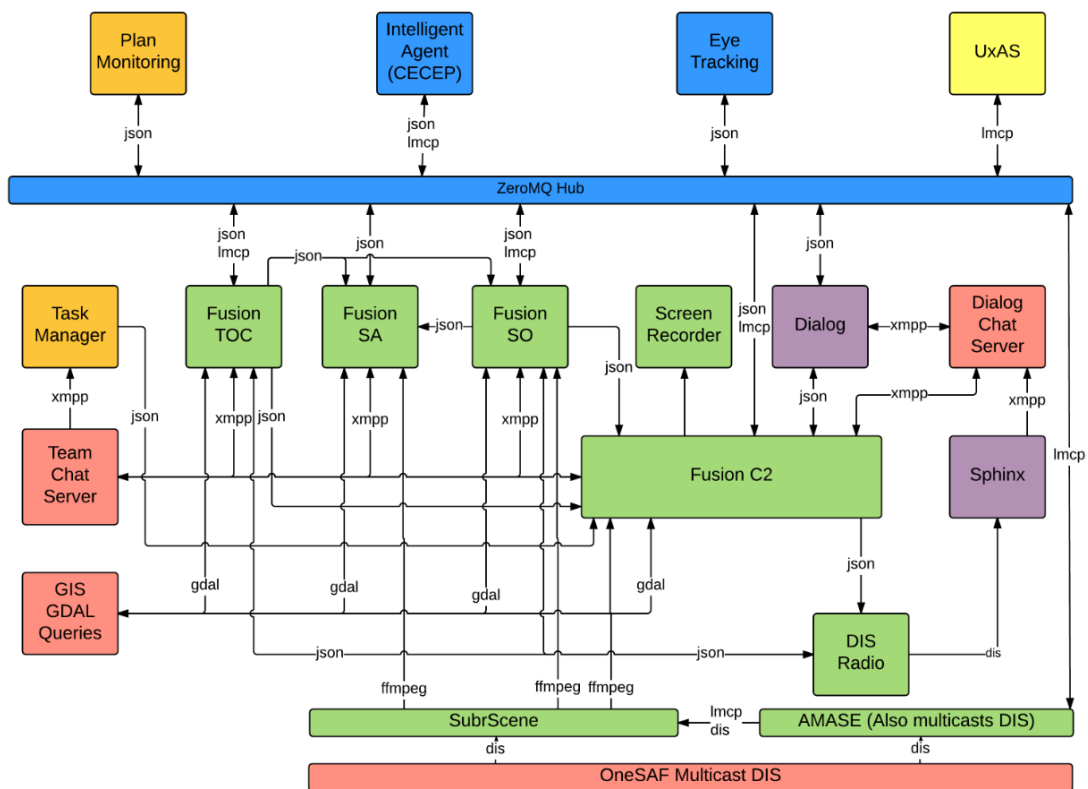 Plan
Monitoring
Intelligent
Agent
(CECEP)
Eye
Tracking
UxAS
json
json
lmcp
json
lmcp
ZeroMQ Hub
json
lmcp
json
json
lmcp
json
json
lmcp
json
Task
Manager
Fusion
TOC
Fusion
SA
json
Fusion
SO
Screen
Recorder
Dialog
xmpp
Dialog
Chat
Server
xmpp
json
xmpp
json
xmpp
xmpp
json
json
xmpp
xmpp
Team
Chat
Server
Fusion C2
Sphinx
lmcp
GIS
GDAL
Queries
gdal
gdal
gdal
gdal
json
DIS
Radio
json
json
dis
ffmpeg
ffmpeg
ffmpeg
SubrScene
lmcp
dis
AMASE (Also multicasts DIS)
dis
dis
OneSAF Multicast DIS